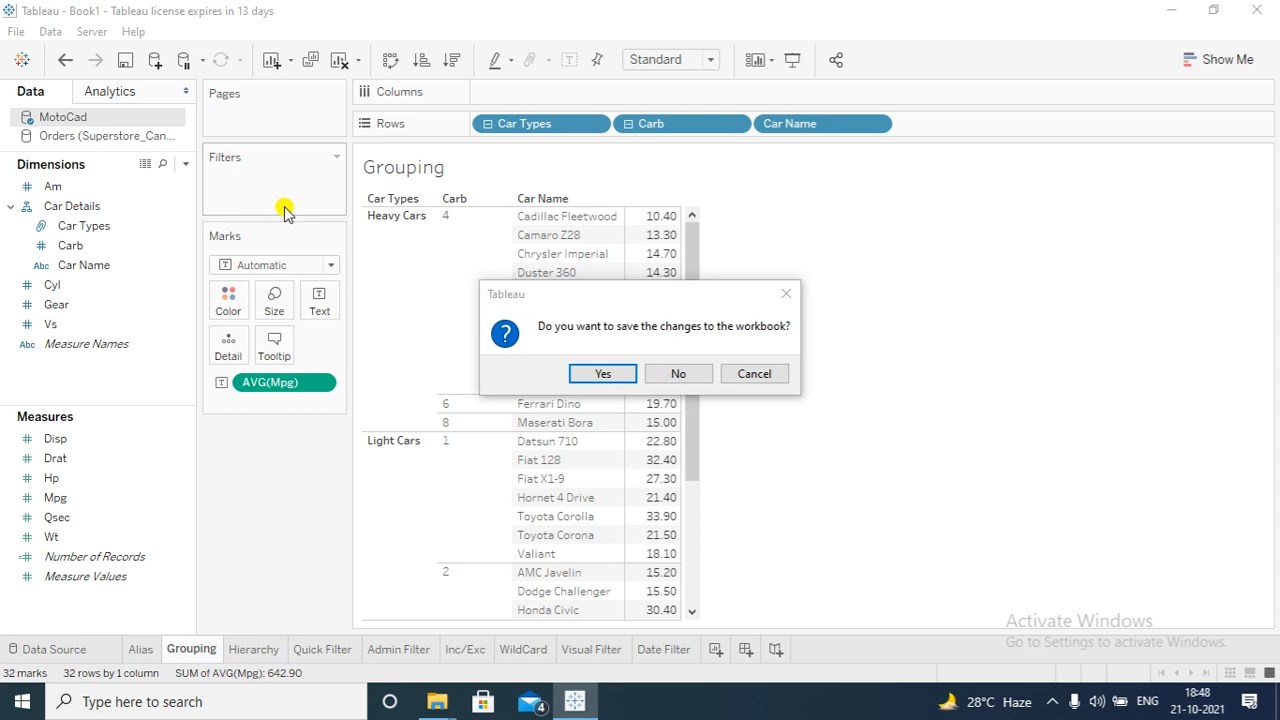 Tableau - Book1 - Tableau license expires in 13 days
File Data Server Help
Standard
Show Me
Data Analytics
Pages
Columns
MotoCad
Orders (Superstore_Can...
Rows Car Types Carb Car Name
Dimensions
Filters
Am
Car Details
Car Types
Carb
Abc Car Name
Cyl
Gear
Vs
Abc Measure Names
Marks
Automatic
Color Size Text
Detail Tooltip
AVG(Mpg)
Grouping
Car Types Carb Car Name
Heavy Cars 4 Cadillac Fleetwood 10.40
Camaro Z28 13.30
Chrysler Imperial 14.70
Duster 360 14.30
Tableau
Do you want to save the changes to the workbook?
Yes No Cancel
6 Ferrari Dino 19.70
8 Maserati Bora 15.00
Light Cars 1 Datsun 710 22.80
Fiat 128 32.40
Fiat X1-9 27.30
Hornet 4 Drive 21.40
Toyota Corolla 33.90
Toyota Corona 21.50
Valiant 18.10
2 AMC Javelin 15.20
Dodge Challenger 15.50
Honda Civic 30.40
Measures
Disp
Drat
Hp
Mpg
Qsec
Wt
Number of Records
Measure Values
Activate Windows
Go to Settings to activate Windows.
Data Source Alias Grouping Hierarchy Quick Filter Admin Filter Inc/Exc WildCard Visual Filter Date Filter
32 marks 32 rows by 1 column SUM of AVG(Mpg): 642.90
Type here to search
4
28°C Haze
ENG
18:48
21-10-2021